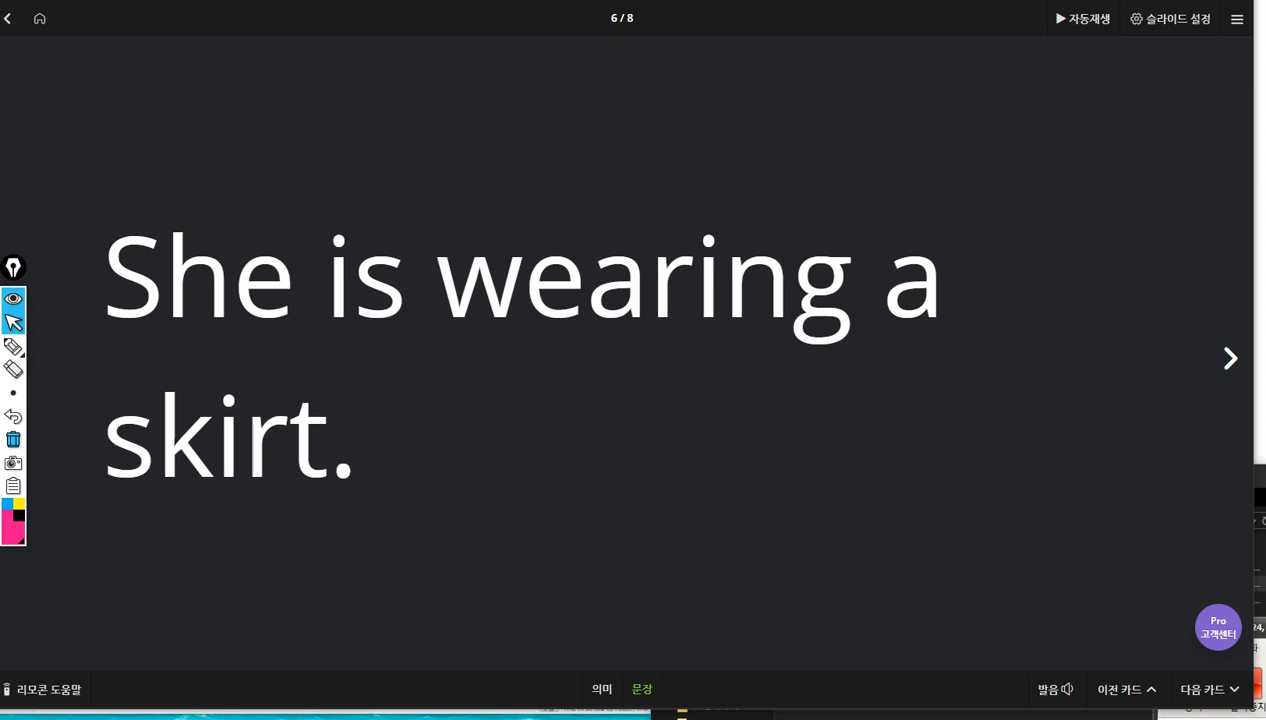 6 / 8
자동재생
슬라이드 설정
She is wearing a
skirt.
Pro
고객센터
리모콘 도움말
의미
문장
발음
이전 카드
다음 카드
24,